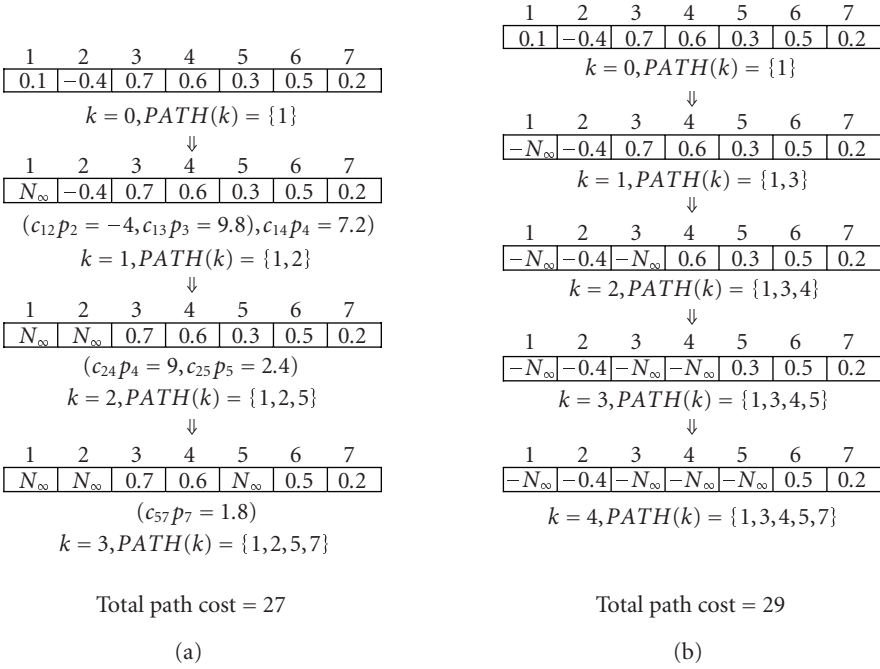 1 2 3 4 5 6 7
0.1 −0.4 0.7 0.6 0.3 0.5 0.2
k = 0,PATH(k) = {1}
⇓
1 2 3 4 5 6 7
N∞ −0.4 0.7 0.6 0.3 0.5 0.2
(c12p2 = −4,c13p3 = 9.8),c14p4 = 7.2)
k = 1,PATH(k) = {1,2}
⇓
1 2 3 4 5 6 7
N∞ N∞ 0.7 0.6 0.3 0.5 0.2
(c24p4 = 9,c25p5 = 2.4)
k = 2,PATH(k) = {1,2,5}
⇓
1 2 3 4 5 6 7
N∞ N∞ 0.7 0.6 N∞ 0.5 0.2
(c57p7 = 1.8)
k = 3,PATH(k) = {1,2,5,7}
Total path cost = 27
(a)
1 2 3 4 5 6 7
0.1 −0.4 0.7 0.6 0.3 0.5 0.2
k = 0,PATH(k) = {1}
⇓
1 2 3 4 5 6 7
−N∞ −0.4 0.7 0.6 0.3 0.5 0.2
k = 1,PATH(k) = {1,3}
⇓
1 2 3 4 5 6 7
−N∞ −0.4 −N∞ 0.6 0.3 0.5 0.2
k = 2,PATH(k) = {1,3,4}
⇓
1 2 3 4 5 6 7
−N∞ −0.4 −N∞ −N∞ 0.3 0.5 0.2
k = 3,PATH(k) = {1,3,4,5}
⇓
1 2 3 4 5 6 7
−N∞ −0.4 −N∞ −N∞ −N∞ 0.5 0.2
k = 4,PATH(k) = {1,3,4,5,7}
Total path cost = 29
(b)